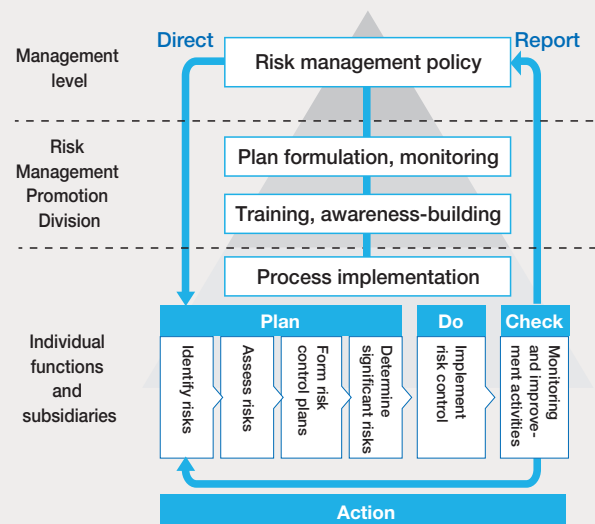 Direct
Report
Management
level
Risk management policy
Risk
Management
Promotion
Division
Plan formulation, monitoring
Training, awareness-building
Process implementation
Individual
functions
and
subsidiaries
Plan
Do
Check
Identify risks
Assess risks
Form risk
control plans
Determine
significant risks
Implement
risk control
Monitoring
and improve-
ment activities
Action